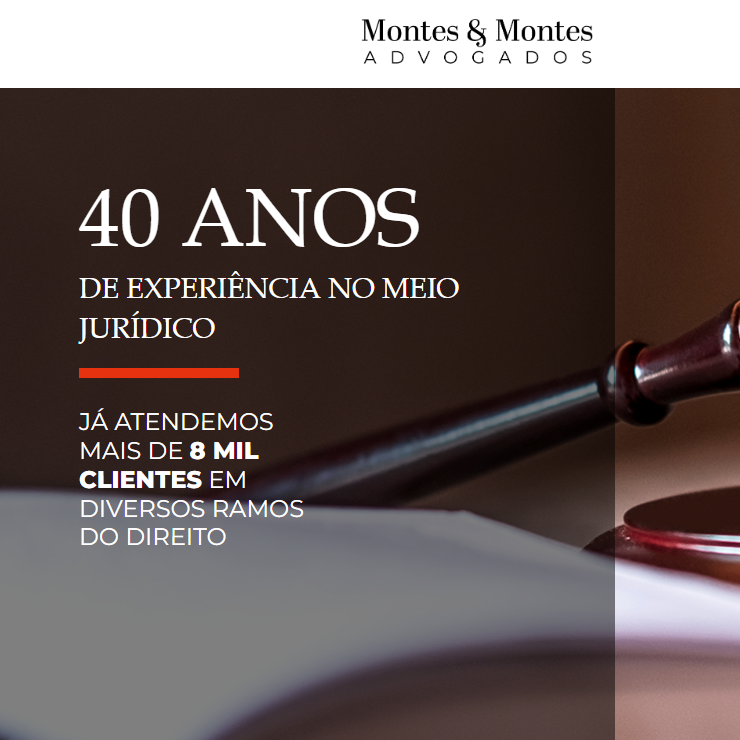 Montes & Montes
ADVOGADOS
40 ANOS
DE EXPERIÊNCIA NO MEIO
JURÍDICO
JÁ ATENDEMOS
MAIS DE 8 MIL
CLIENTES EM
DIVERSOS RAMOS
DO DIREITO